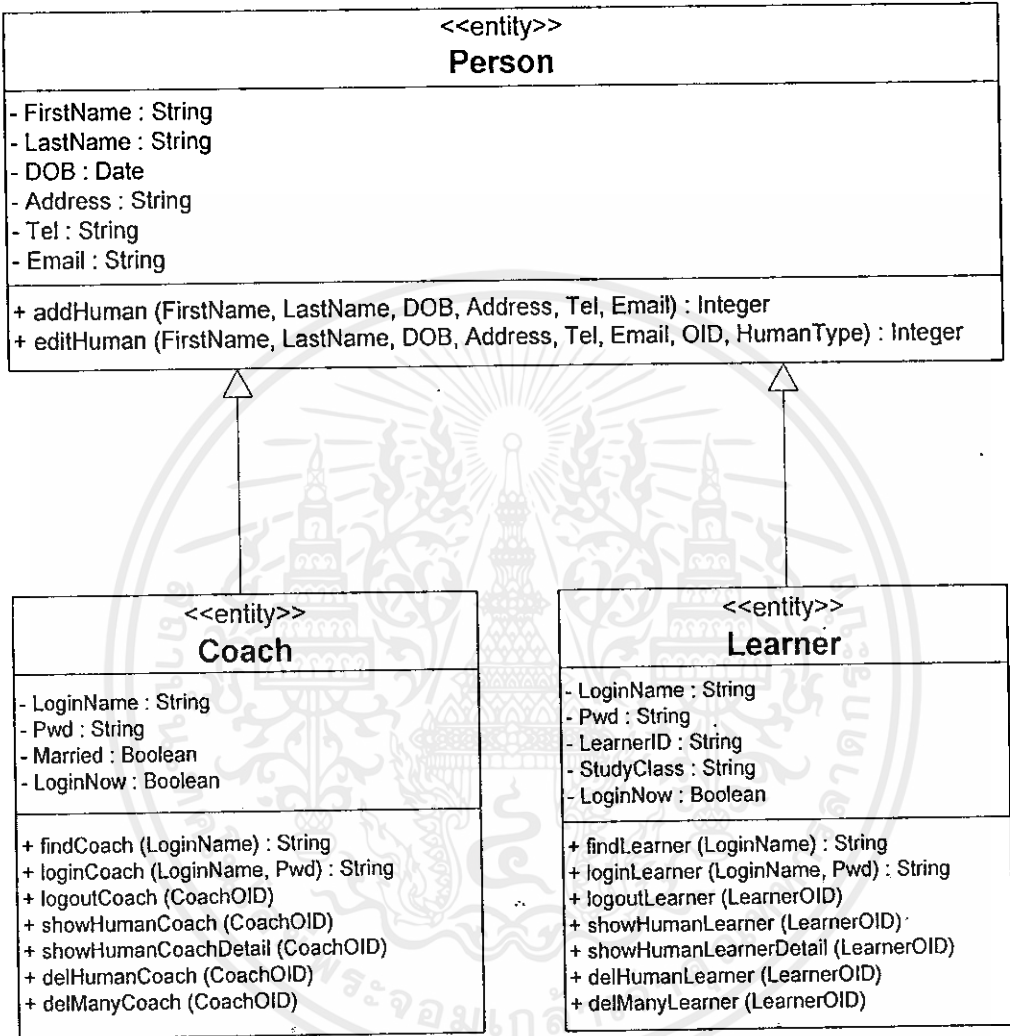 <<entity>>
Person
- FirstName : String
- LastName : String
- DOB : Date
- Address : String
- Tel : String
- Email : String
+ addHuman (FirstName, LastName, DOB, Address, Tel, Email) : Integer
+ editHuman (FirstName, LastName, DOB, Address, Tel, Email, OID, HumanType) : Integer
<<entity>>
Coach
- LoginName : String
- Pwd : String
- Married : Boolean
- LoginNow : Boolean
+ findCoach (LoginName) : String
+ loginCoach (LoginName, Pwd) : String
+ logoutCoach (CoachOID)
+ showHumanCoach (CoachOID)
+ showHumanCoachDetail (CoachOID)
+ delHumanCoach (CoachOID)
+ delManyCoach (CoachOID)
<<entity>>
Learner
- LoginName : String
- Pwd : String
- LearnerID : String
- StudyClass : String
- LoginNow : Boolean
+ findLearner (LoginName) : String
+ loginLearner (LoginName, Pwd) : String
+ logoutLearner (LearnerOID)
+ showHumanLearner (LearnerOID)
+ showHumanLearnerDetail (LearnerOID)
+ delHumanLearner (LearnerOID)
+ delManyLearner (LearnerOID)